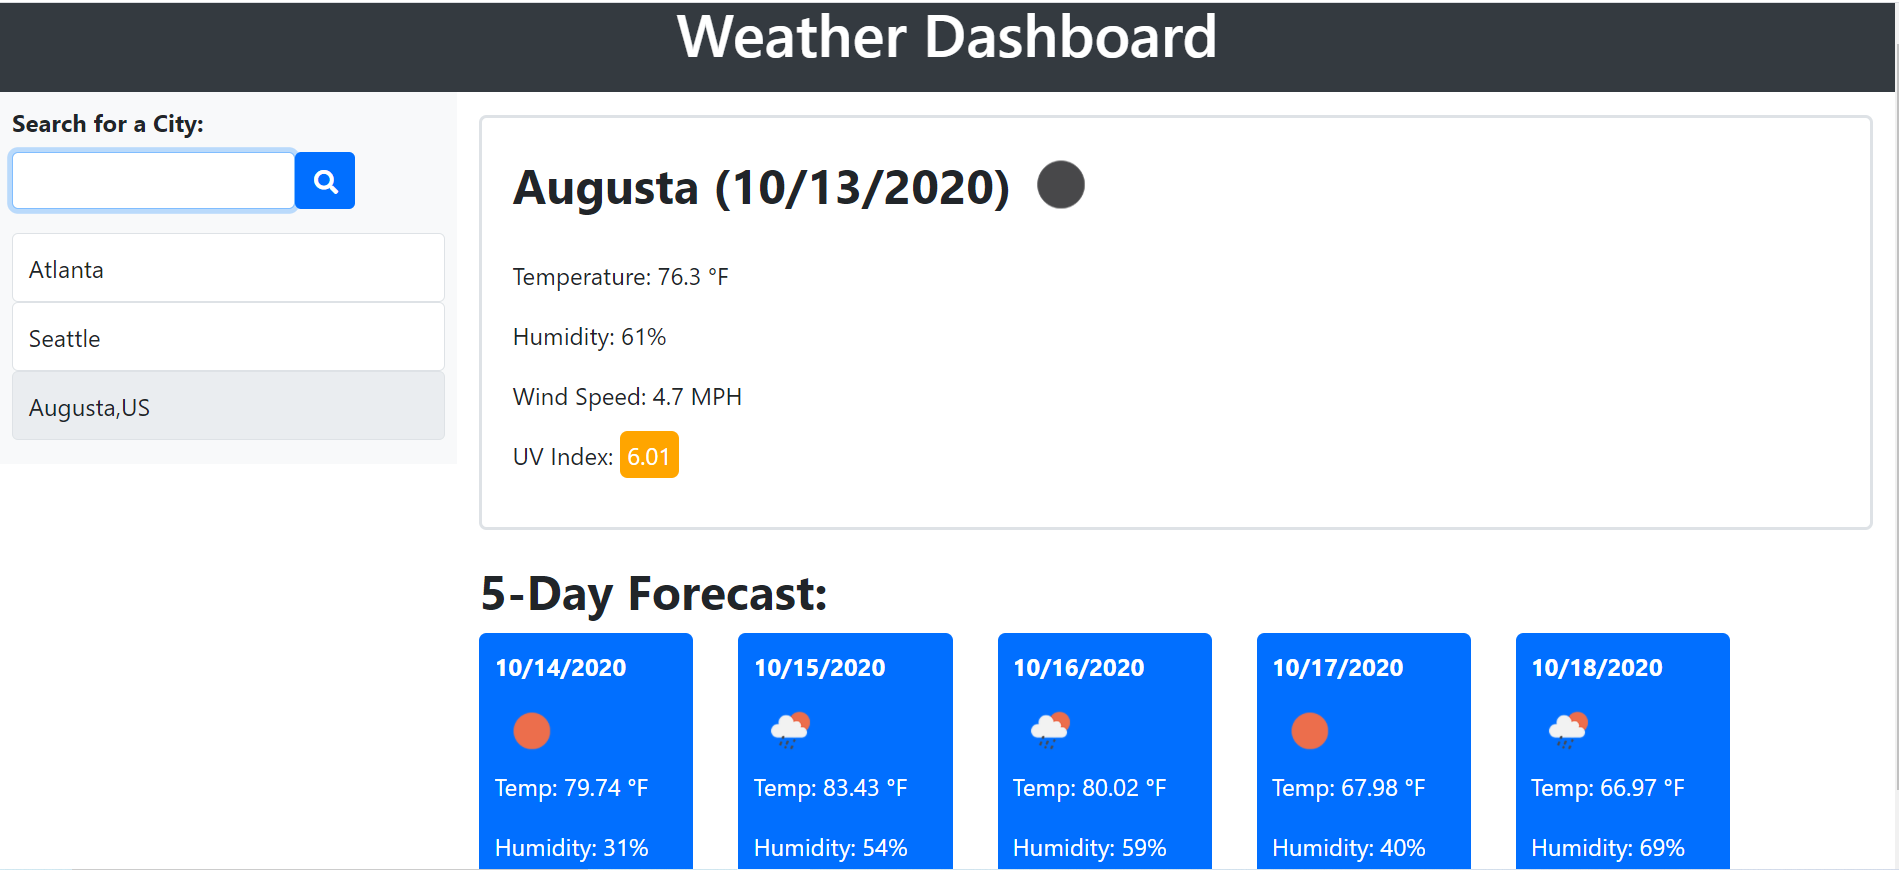 Weather Dashboard
Search for a City:
Atlanta
Seattle
Augusta,US
Augusta (10/13/2020)
Temperature: 76.3 °F
Humidity: 61%
Wind Speed: 4.7 MPH
UV Index: 6.01
5-Day Forecast:
10/14/2020
Temp: 79.74 °F
Humidity: 31%
10/15/2020
Temp: 83.43 °F
Humidity: 54%
10/16/2020
Temp: 80.02 °F
Humidity: 59%
10/17/2020
Temp: 67.98 °F
Humidity: 40%
10/18/2020
Temp: 66.97 °F
Humidity: 69%